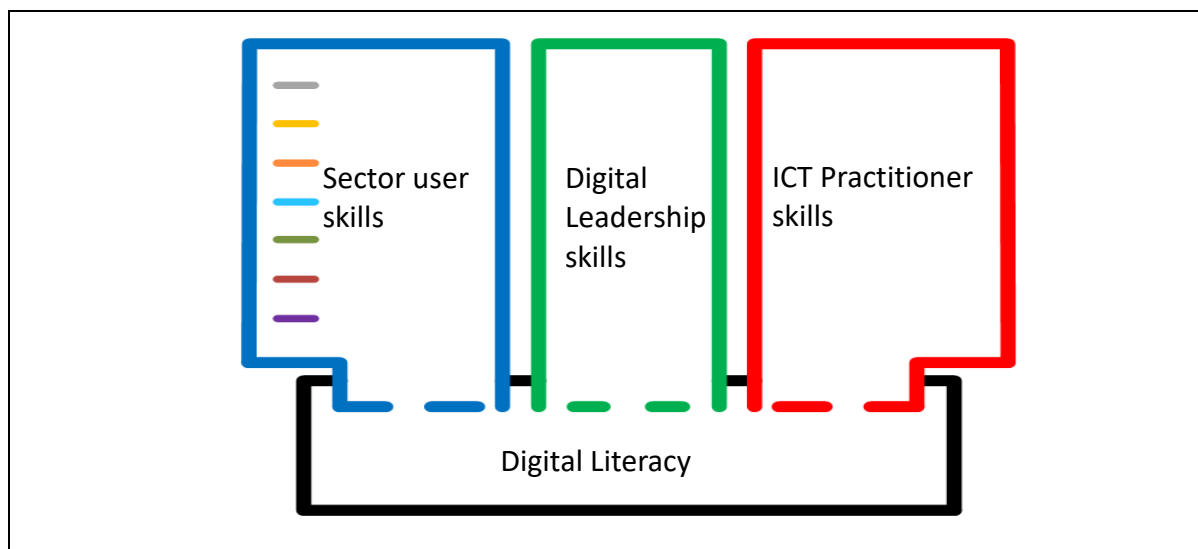 Sector user
skills
Digital
Leadership
skills
ICT Practitioner
skills
Digital Literacy